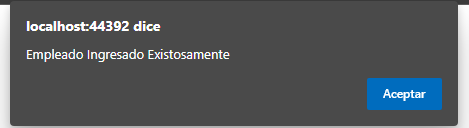 localhost:44392 dice
Empleado Ingresado Existosamente
Aceptar